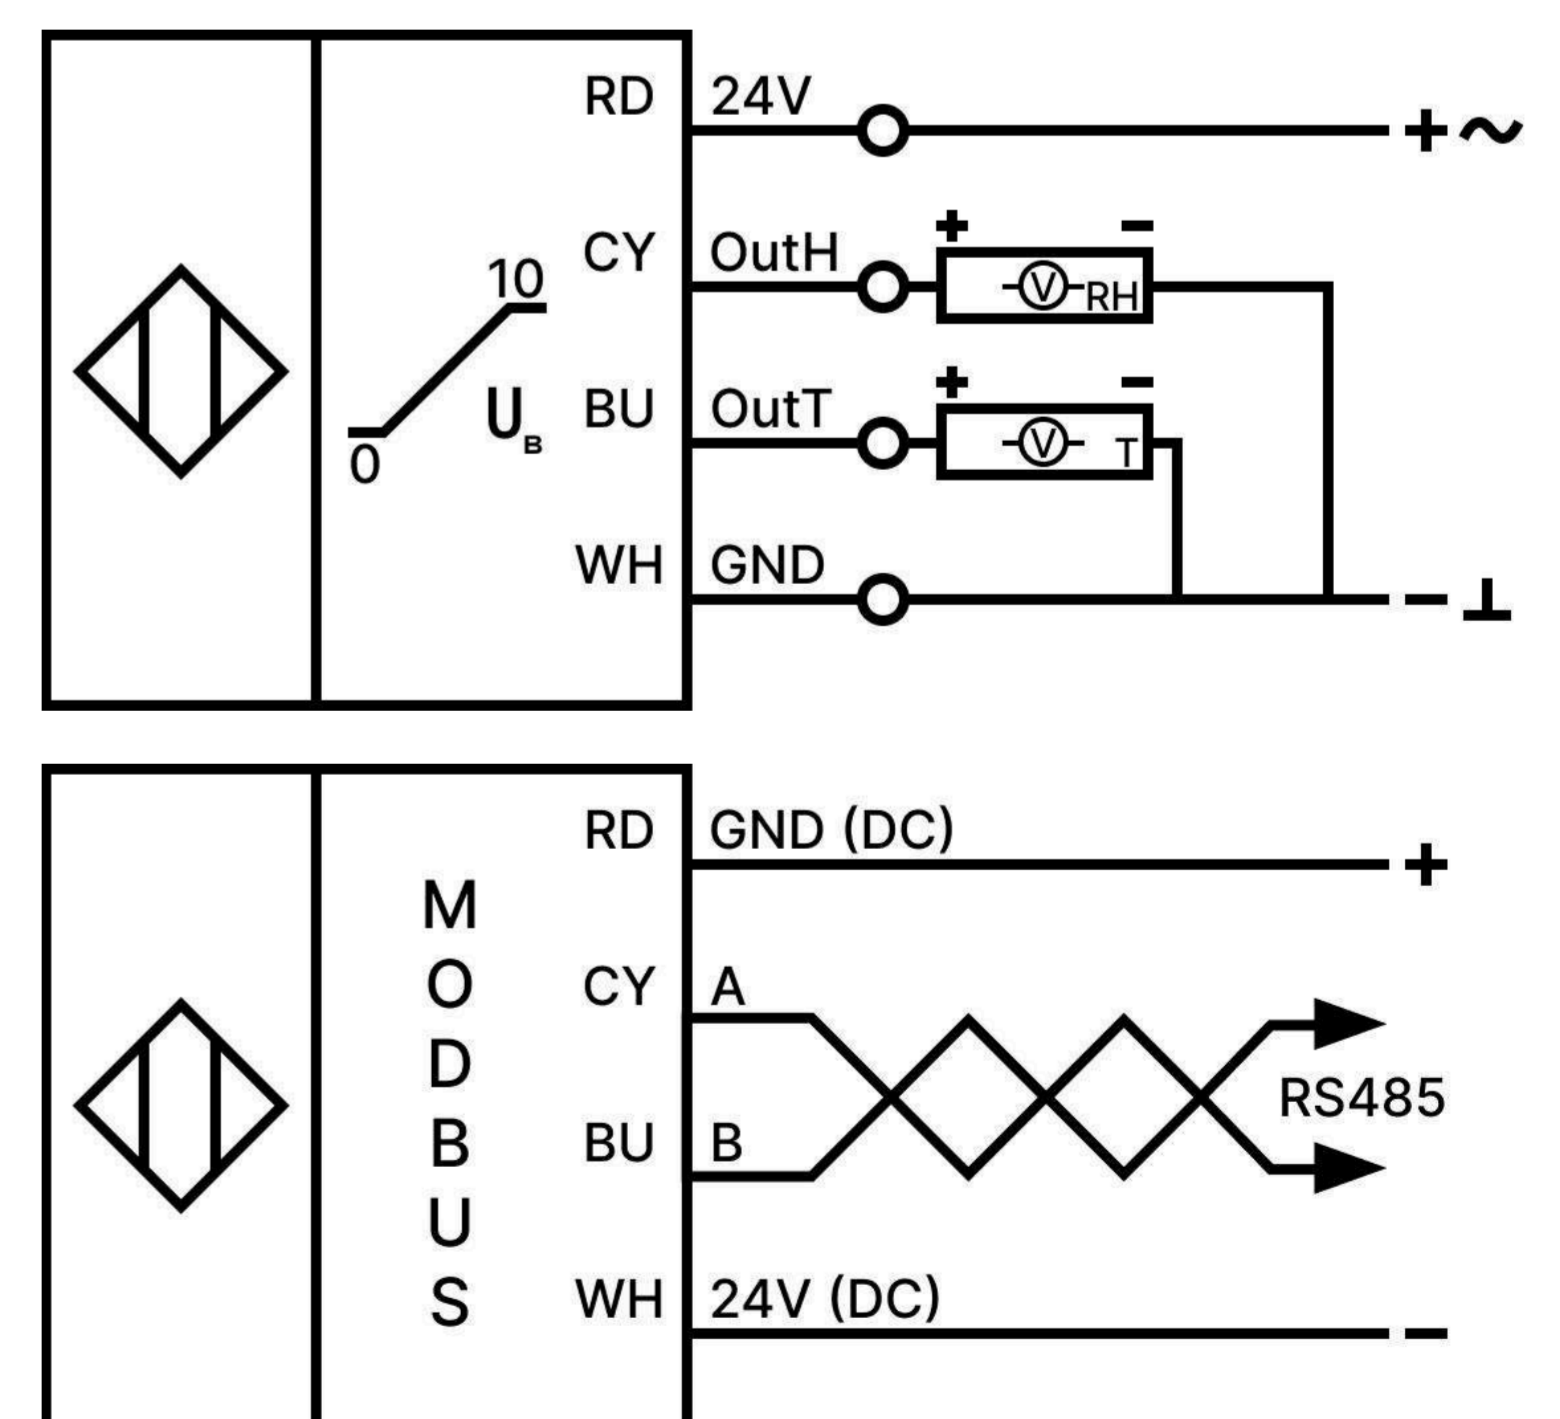 RD 24V + ~
CY OutH + −
10
V RH
BU OutT + −
U B
0
V T
WH GND − ⊥
RD GND (DC) +
MODBUS
CY A
RS485
BU B
WH 24V (DC) −